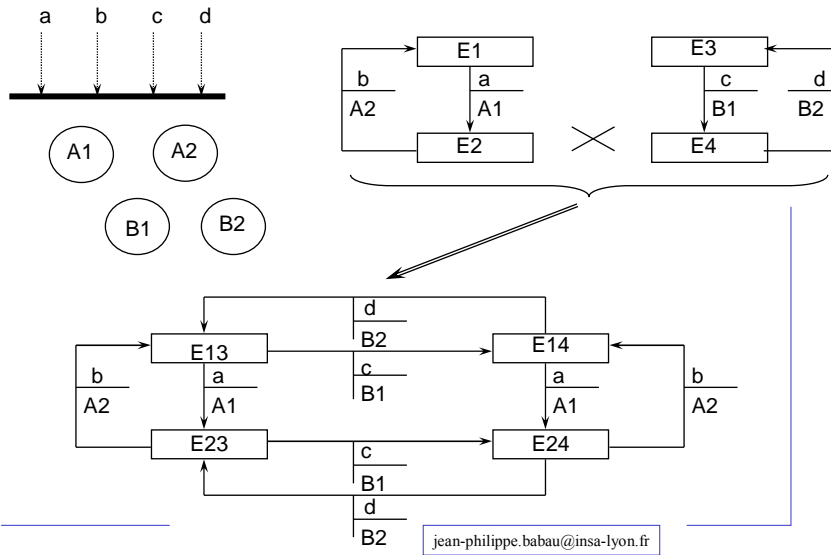 a b c d
A1 A2
B1 B2
E1
b
A2
a
A1
E2
E3
c
B1
d
B2
E4
d
B2
E13
E14
c
B1
b
A2
a
A1
a
A1
b
A2
E23
E24
c
B1
d
B2
jean-philippe.babau@insa-lyon.fr